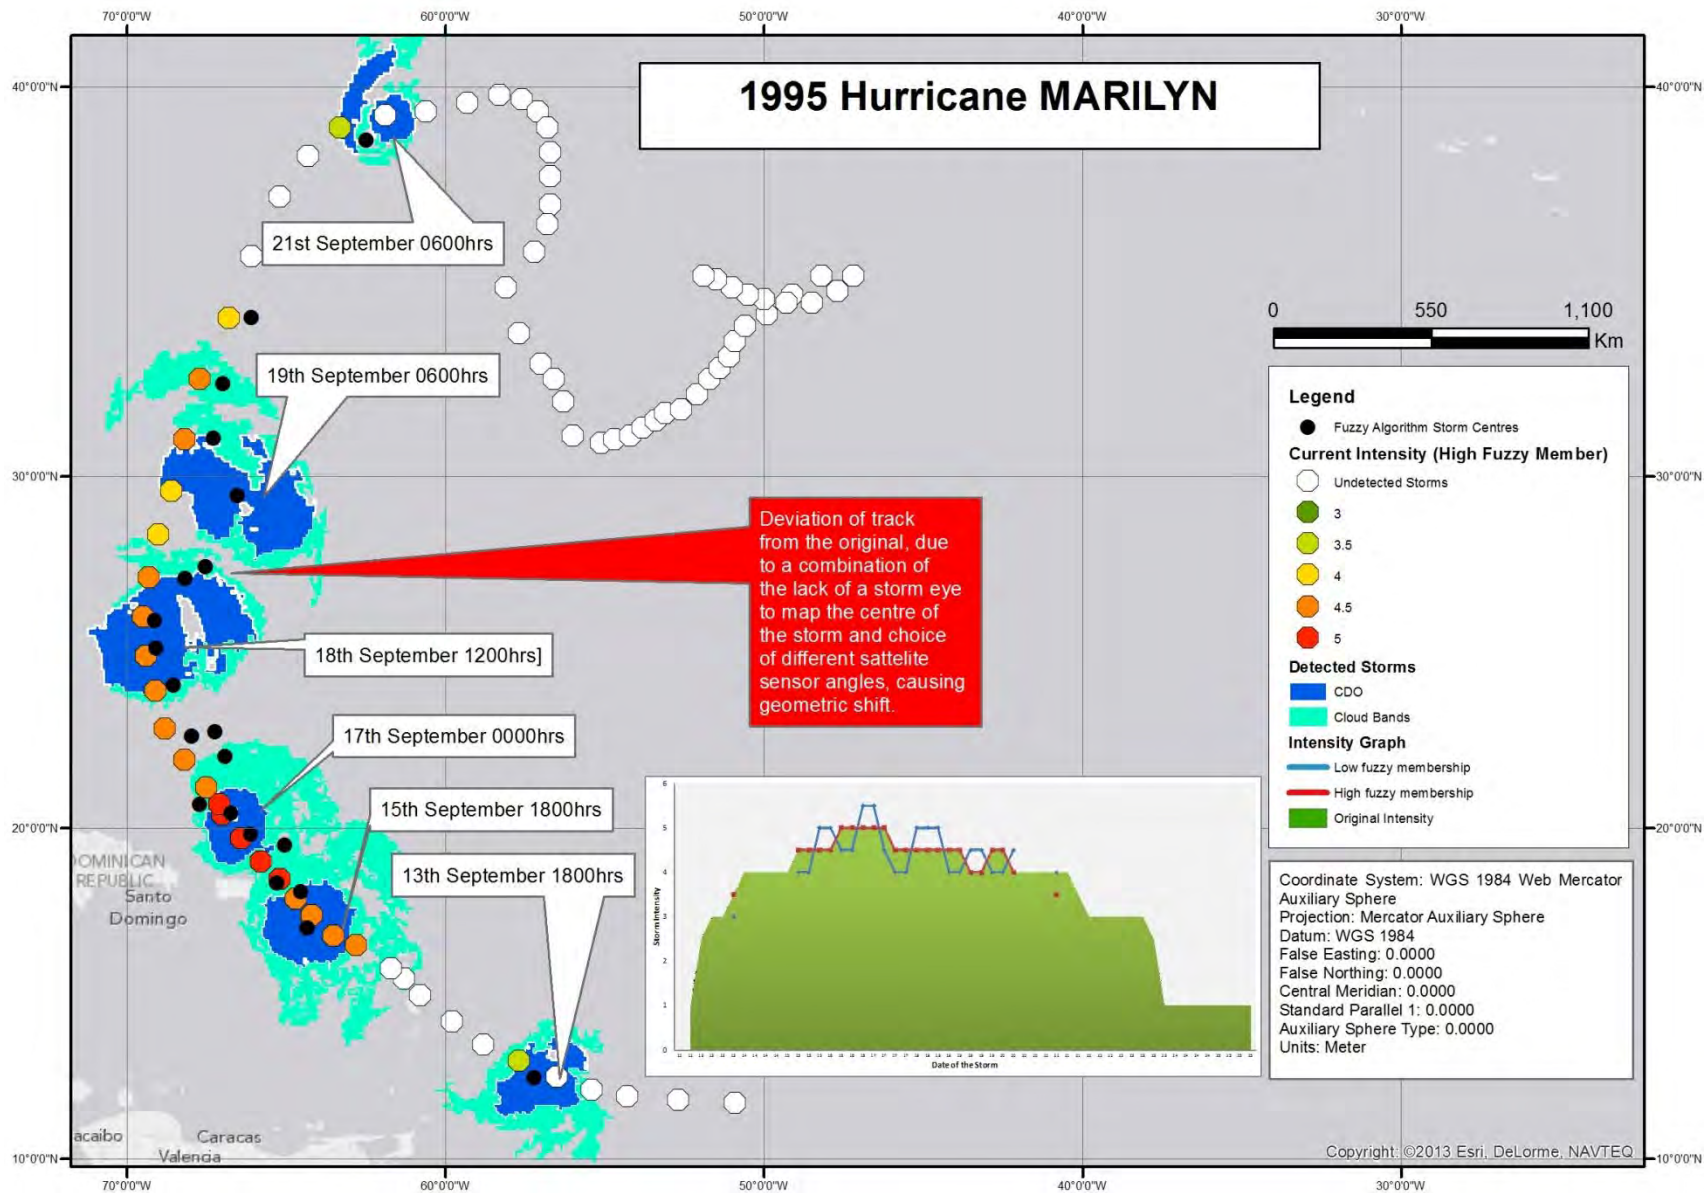 70°0'0"W 60°0'0"W 50°0'0"W 40°0'0"W 30°0'0"W
40°0'0"N 40°0'0"N
1995 Hurricane MARILYN
21st September 0600hrs
0 550 1,100
Km
19th September 0600hrs
30°0'0"N 30°0'0"N
Deviation of track
from the original, due
to a combination of
the lack of a storm eye
to map the centre of
the storm and choice
of different sattelite
sensor angles, causing
geometric shift.
18th September 1200hrs]
17th September 0000hrs
15th September 1800hrs
13th September 1800hrs
20°0'0"N 20°0'0"N
DOMINICAN
REPUBLIC
Santo
Domingo
acaibo
Caracas
Valencia
10°0'0"N 10°0'0"N
Legend
Fuzzy Algorithm Storm Centres
Current Intensity (High Fuzzy Member)
Undetected Storms
3
3.5
4
4.5
5
Detected Storms
CDO
Cloud Bands
Intensity Graph
Low fuzzy membership
High fuzzy membership
Original Intensity
Storm Intensity
6
5
4
3
2
1
0
Date of the Storm
Coordinate System: WGS 1984 Web Mercator
Auxiliary Sphere
Projection: Mercator Auxiliary Sphere
Datum: WGS 1984
False Easting: 0.0000
False Northing: 0.0000
Central Meridian: 0.0000
Standard Parallel 1: 0.0000
Auxiliary Sphere Type: 0.0000
Units: Meter
Copyright: ©2013 Esri, DeLorme, NAVTEQ
70°0'0"W 60°0'0"W 50°0'0"W 40°0'0"W 30°0'0"W